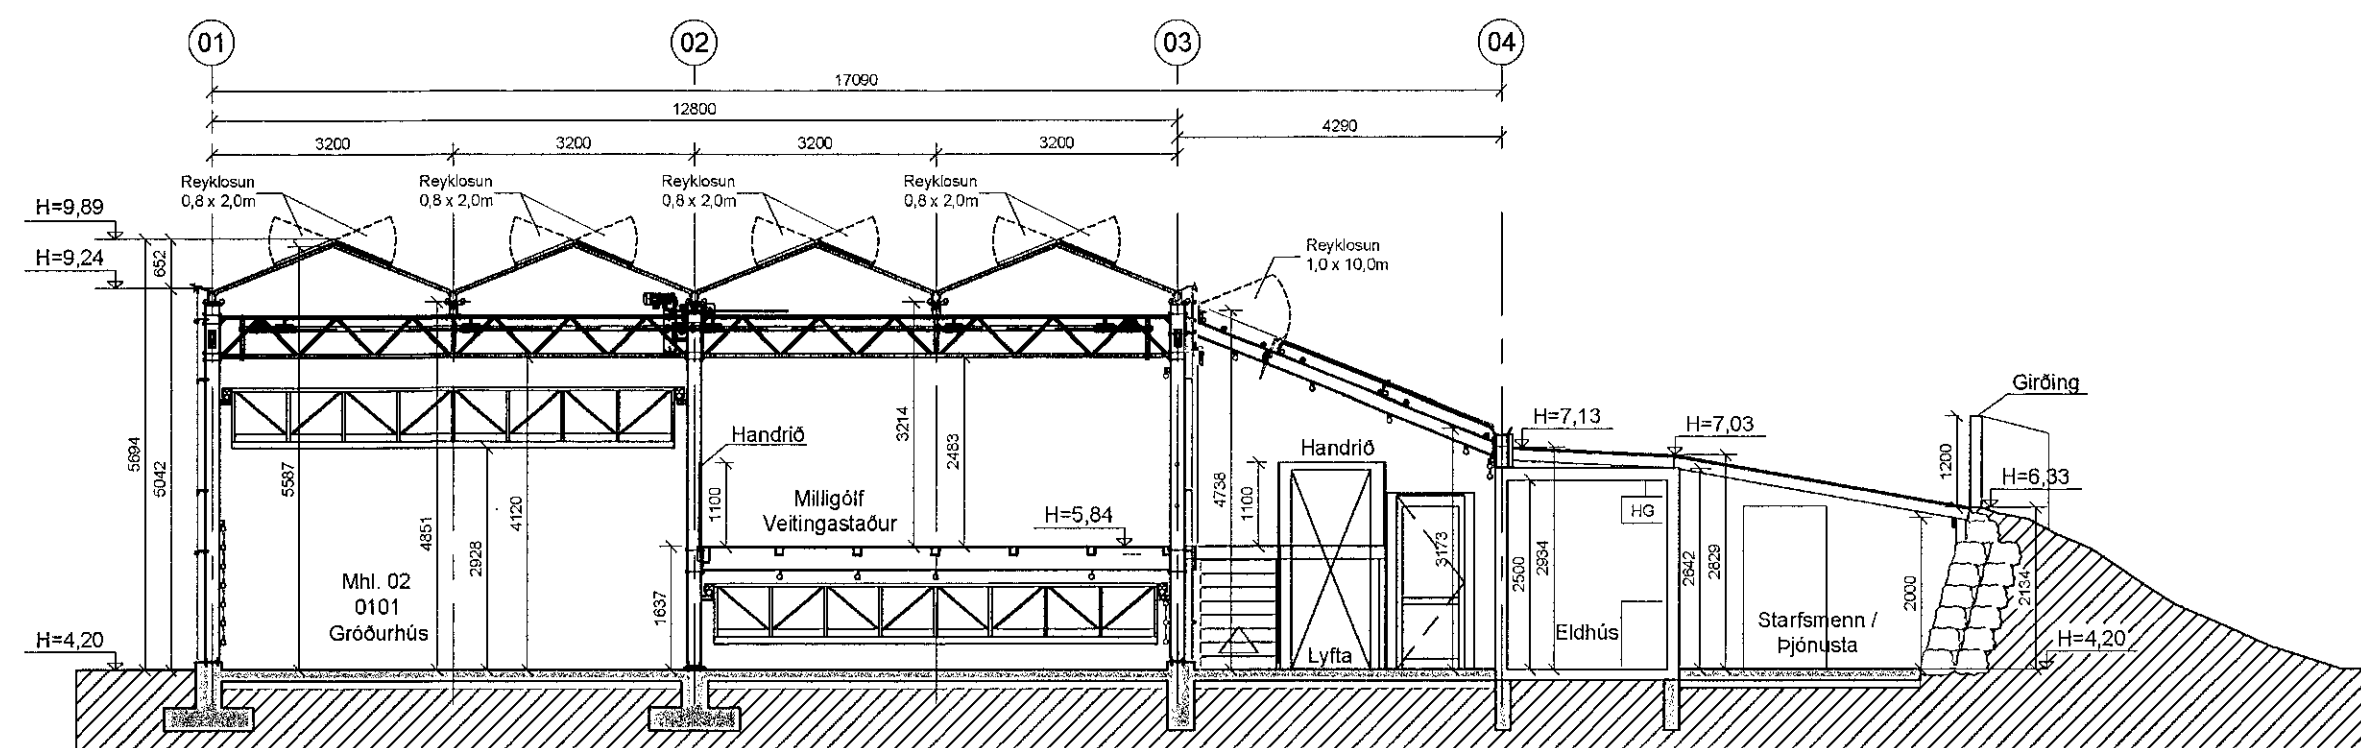 01
02
03
04
17090
12800
4290
3200
3200
3200
3200
Reyklosun
0,8 x 2,0m
Reyklosun
0,8 x 2,0m
Reyklosun
0,8 x 2,0m
Reyklosun
0,8 x 2,0m
H=9,89
H=9,24
652
Reyklosun
1,0 x 10,0m
Girðing
H=7,13
H=7,03
H=6,33
1200
5694
5042
5587
4851
2928
4120
Handrið
1100
1637
3214
2483
Milligólf
Veitingastaður
H=5,84
4738
1100
Handrið
3173
2500
2934
HG
2642
2829
2000
2134
Mhl. 02
0101
Gróðurhús
H=4,20
Lyfta
Eldhús
Starfsmenn /
Þjónusta
H=4,20